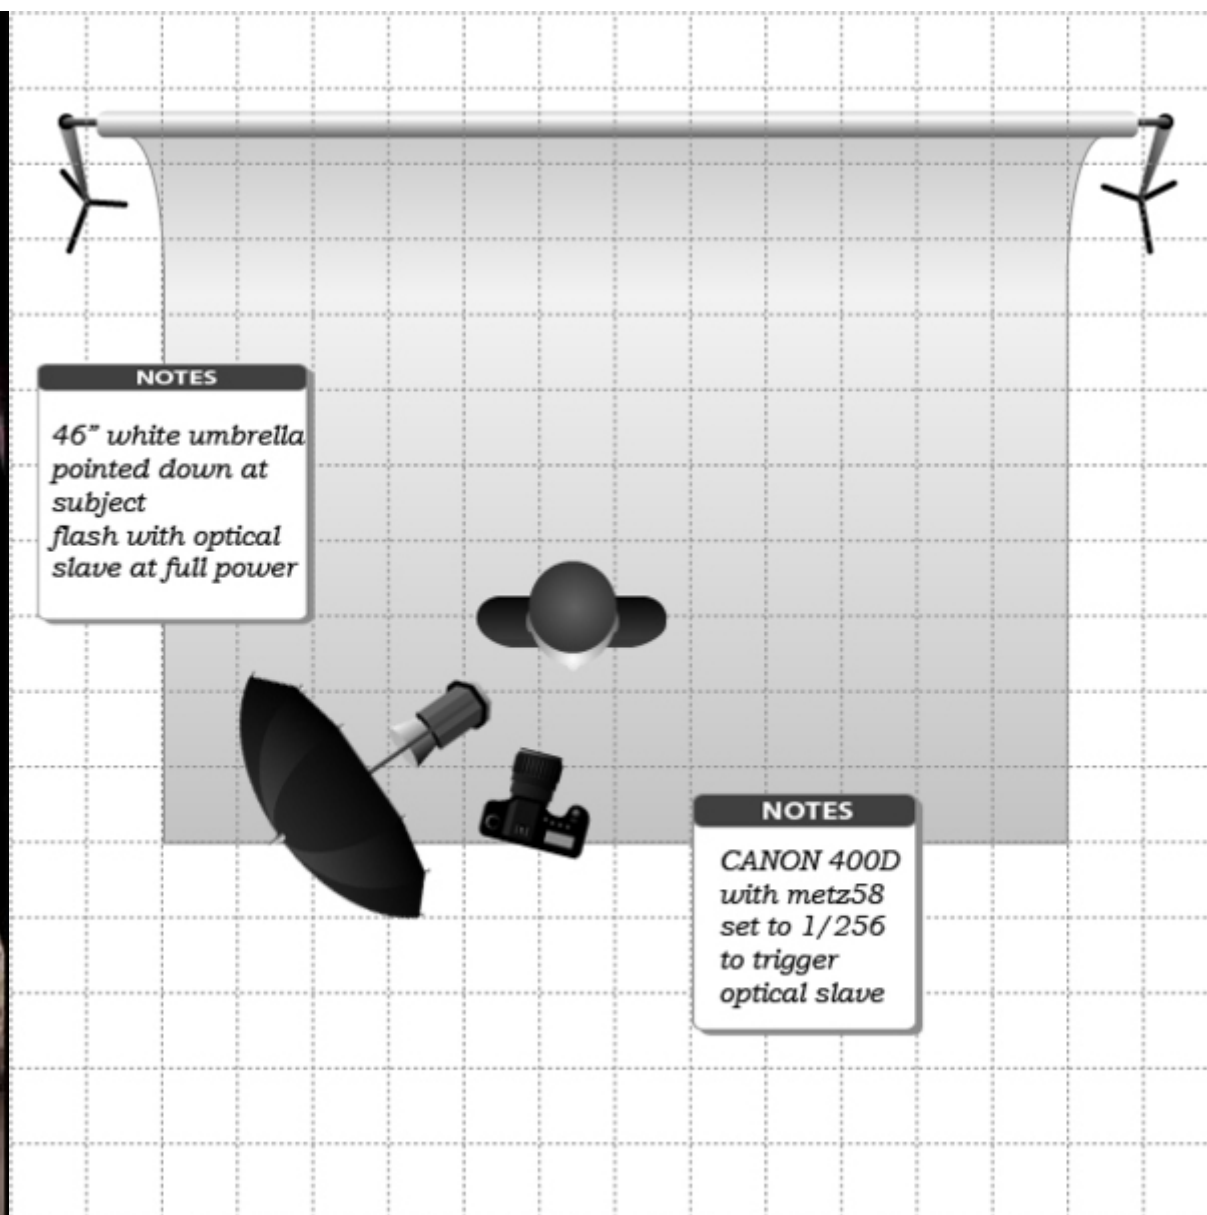 NOTES
46” white umbrella
pointed down at
subject
flash with optical
slave at full power
NOTES
CANON 400D
with metz58
set to 1/256
to trigger
optical slave